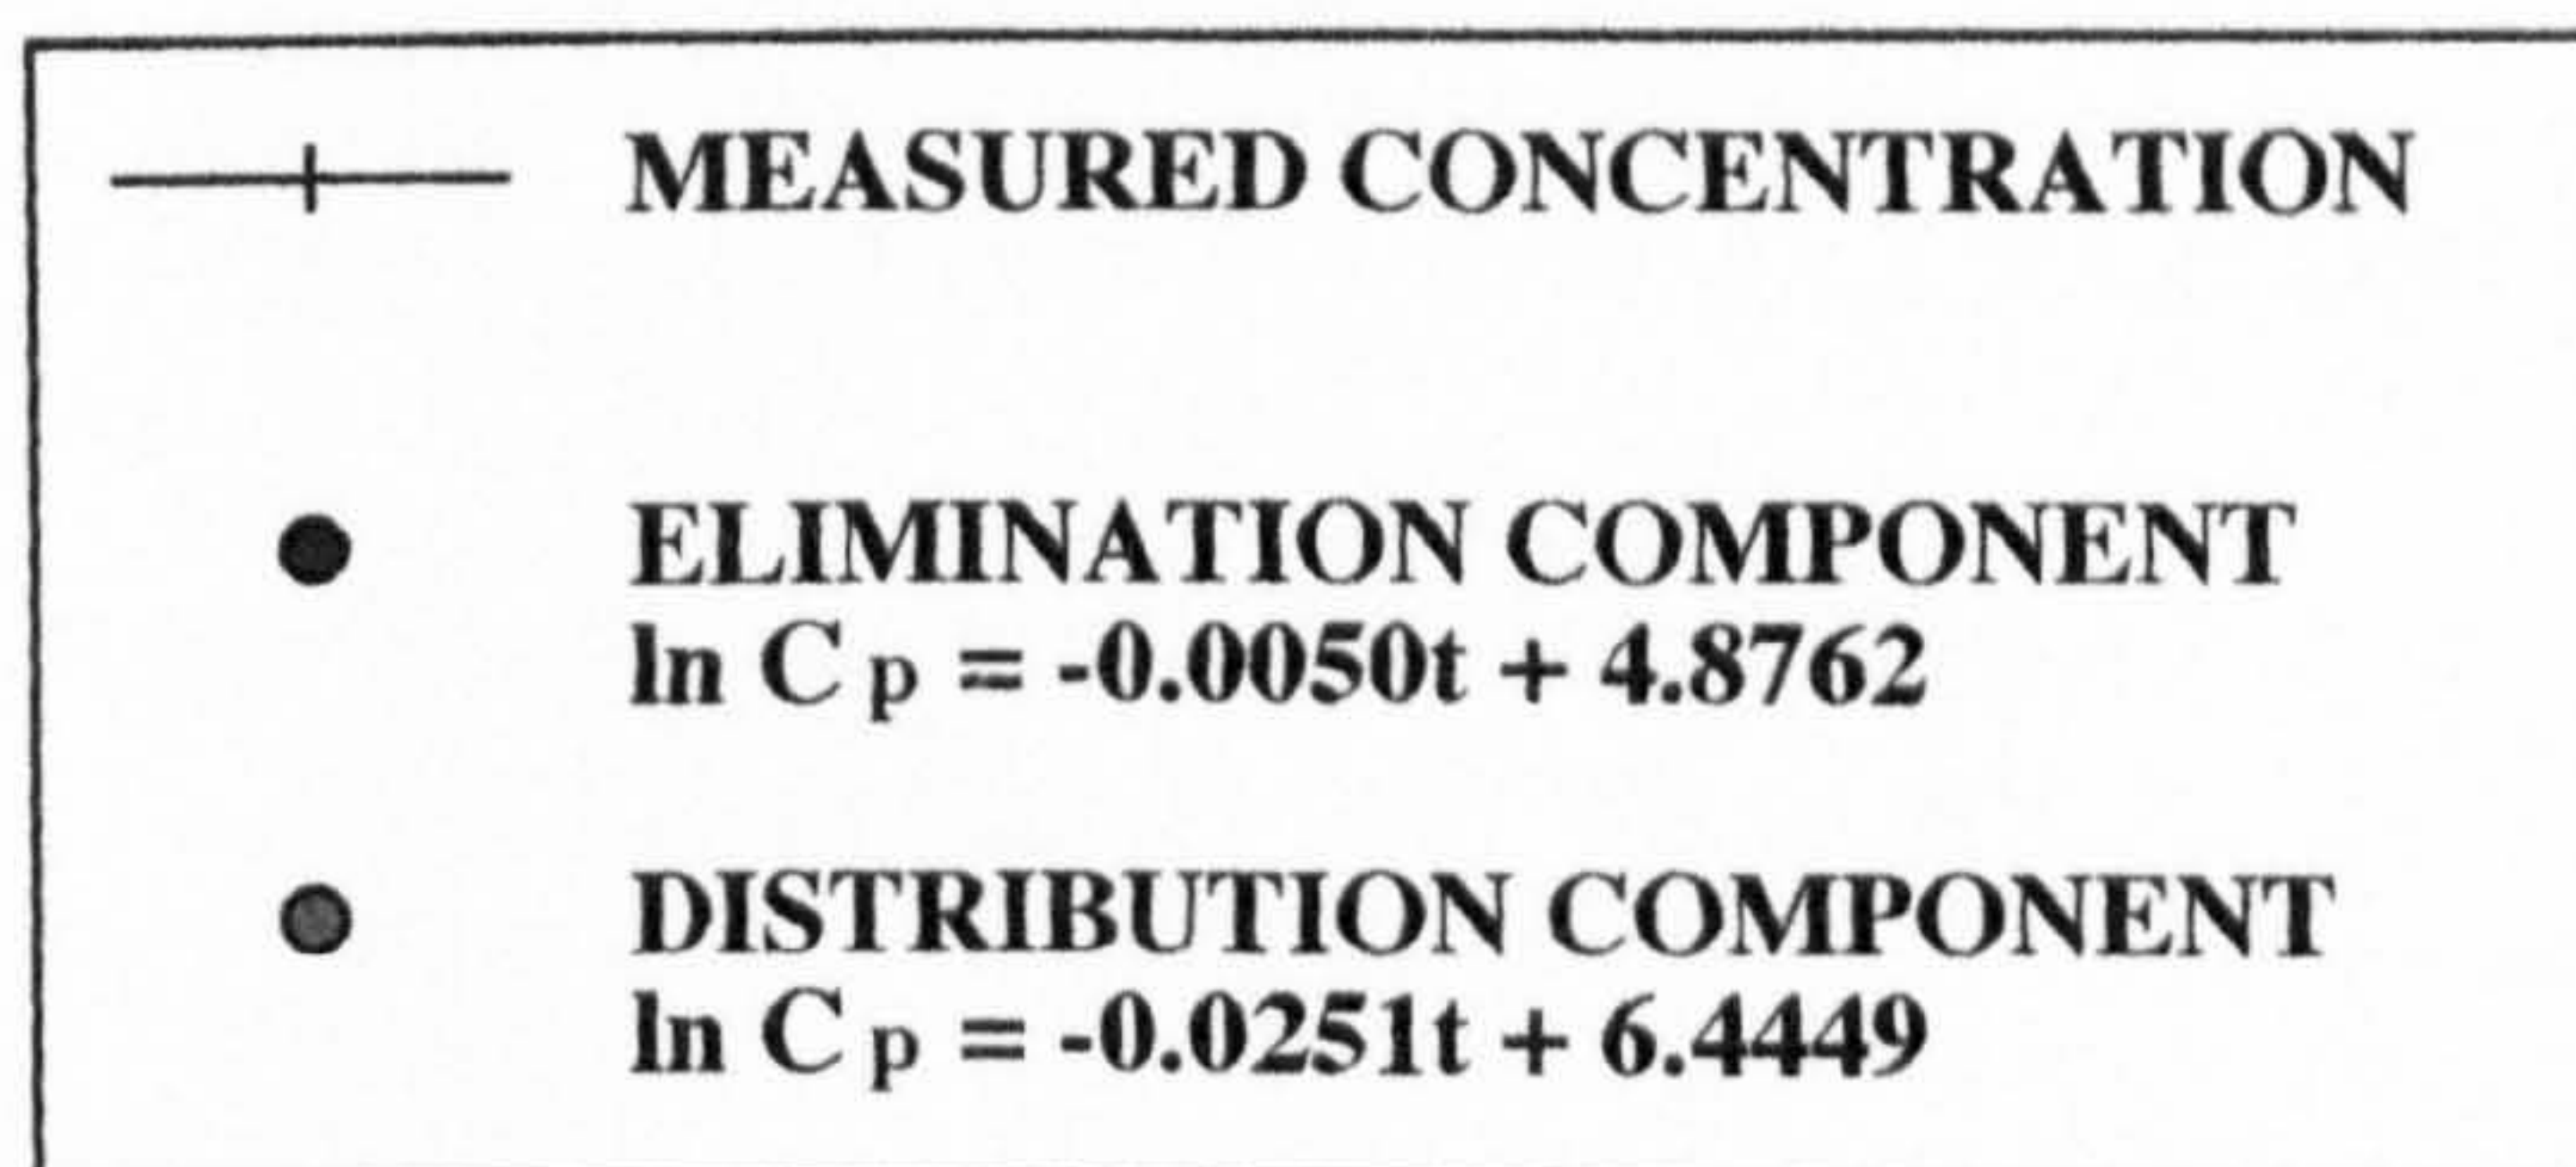 MEASURED CONCENTRATION
ELIMINATION COMPONENT
ln C p = -0.0050t + 4.8762
DISTRIBUTION COMPONENT
ln C p = -0.0251t + 6.4449